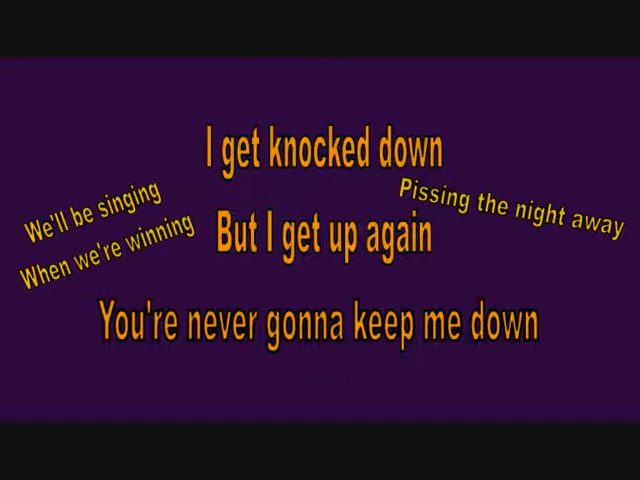 I get knocked down
But I get up again
You're never gonna keep me down
We'll be singing
When we're winning
Pissing the night away